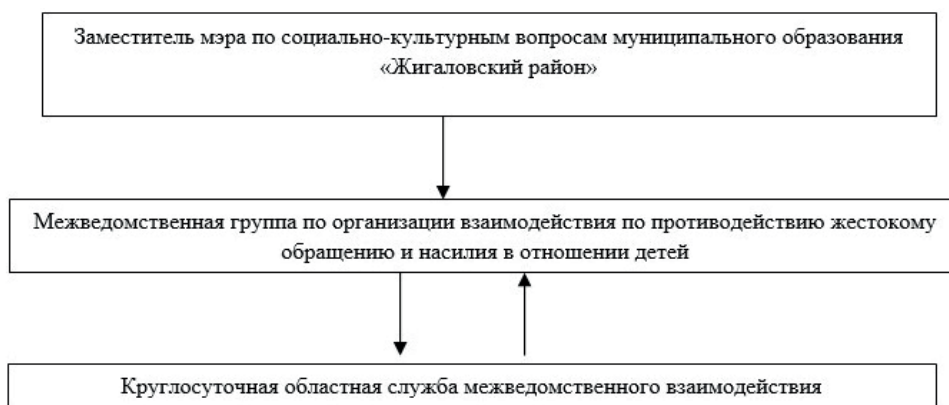 Заместитель мэра по социально-культурным вопросам муниципального образования
«Жигаловский район»
Межведомственная группа по организации взаимодействия по противодействию жестокому
обращению и насилия в отношении детей
Круглосуточная областная служба межведомственного взаимодействия